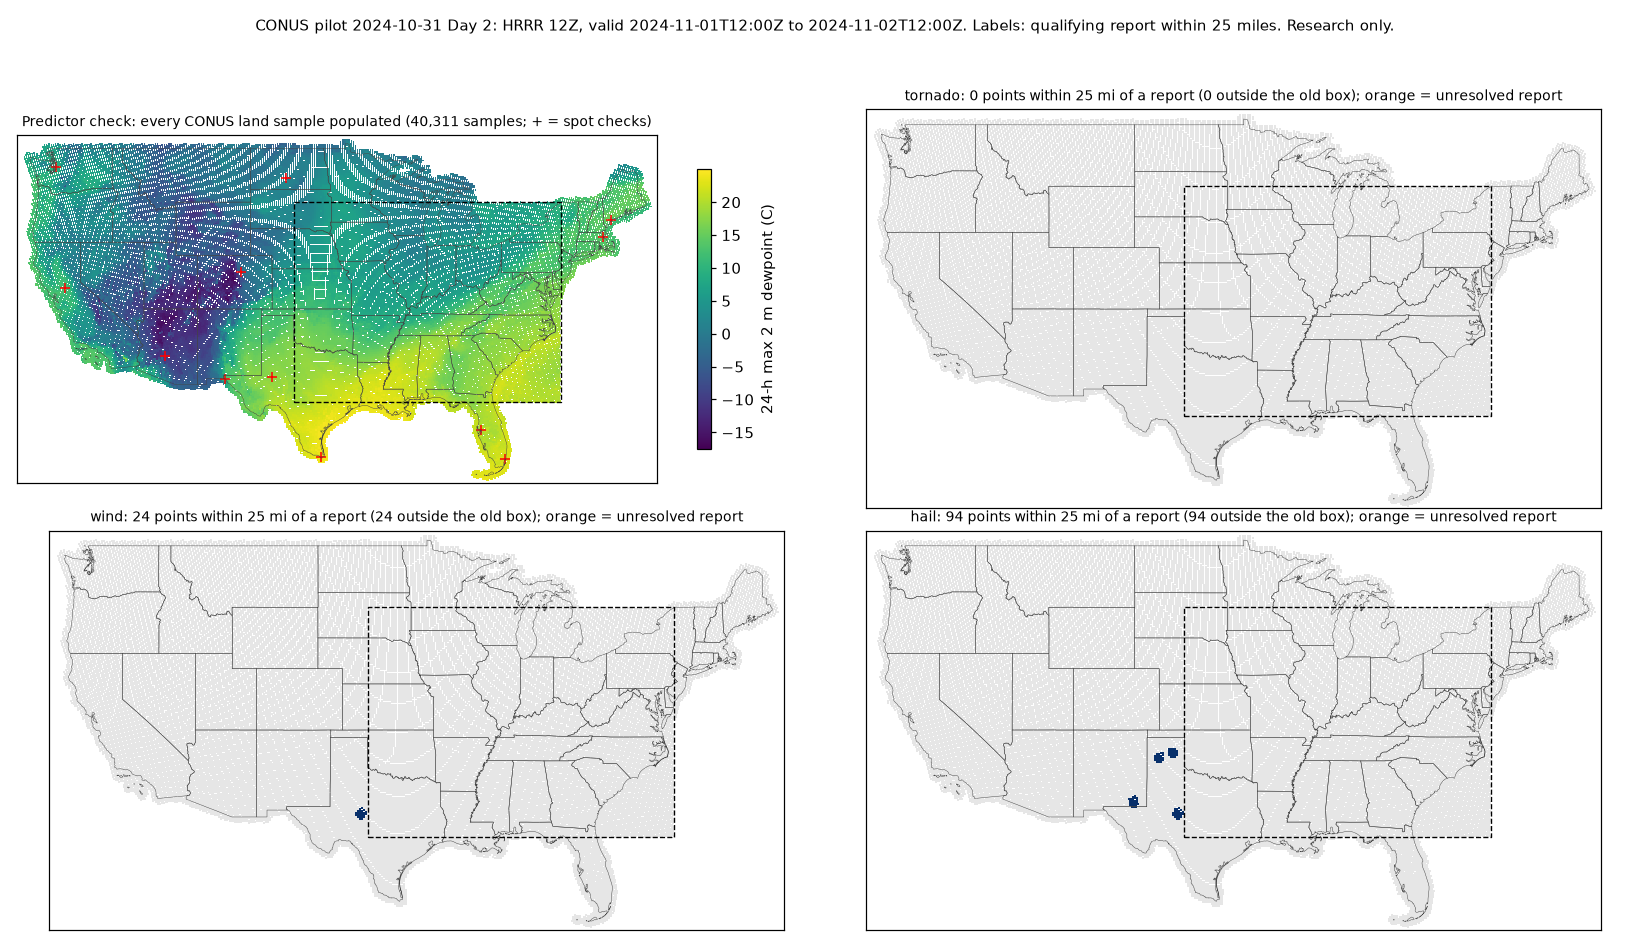 CONUS pilot 2024-10-31 Day 2: HRRR 12Z, valid 2024-11-01T12:00Z to 2024-11-02T12:00Z. Labels: qualifying report within 25 miles. Research only.
Predictor check: every CONUS land sample populated (40,311 samples; + = spot checks)
20
15
10
5
0
−5
−10
−15
24-h max 2 m dewpoint (C)
tornado: 0 points within 25 mi of a report (0 outside the old box); orange = unresolved report
wind: 24 points within 25 mi of a report (24 outside the old box); orange = unresolved report
hail: 94 points within 25 mi of a report (94 outside the old box); orange = unresolved report